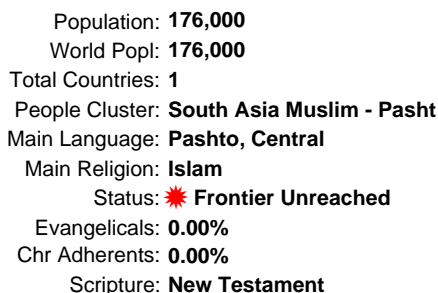 Population: 176,000
World Popl: 176,000
Total Countries: 1
People Cluster: South Asia Muslim - Pasht
Main Language: Pashto, Central
Main Religion: Islam
Status: Frontier Unreached
Evangelicals: 0.00%
Chr Adherents: 0.00%
Scripture: New Testament